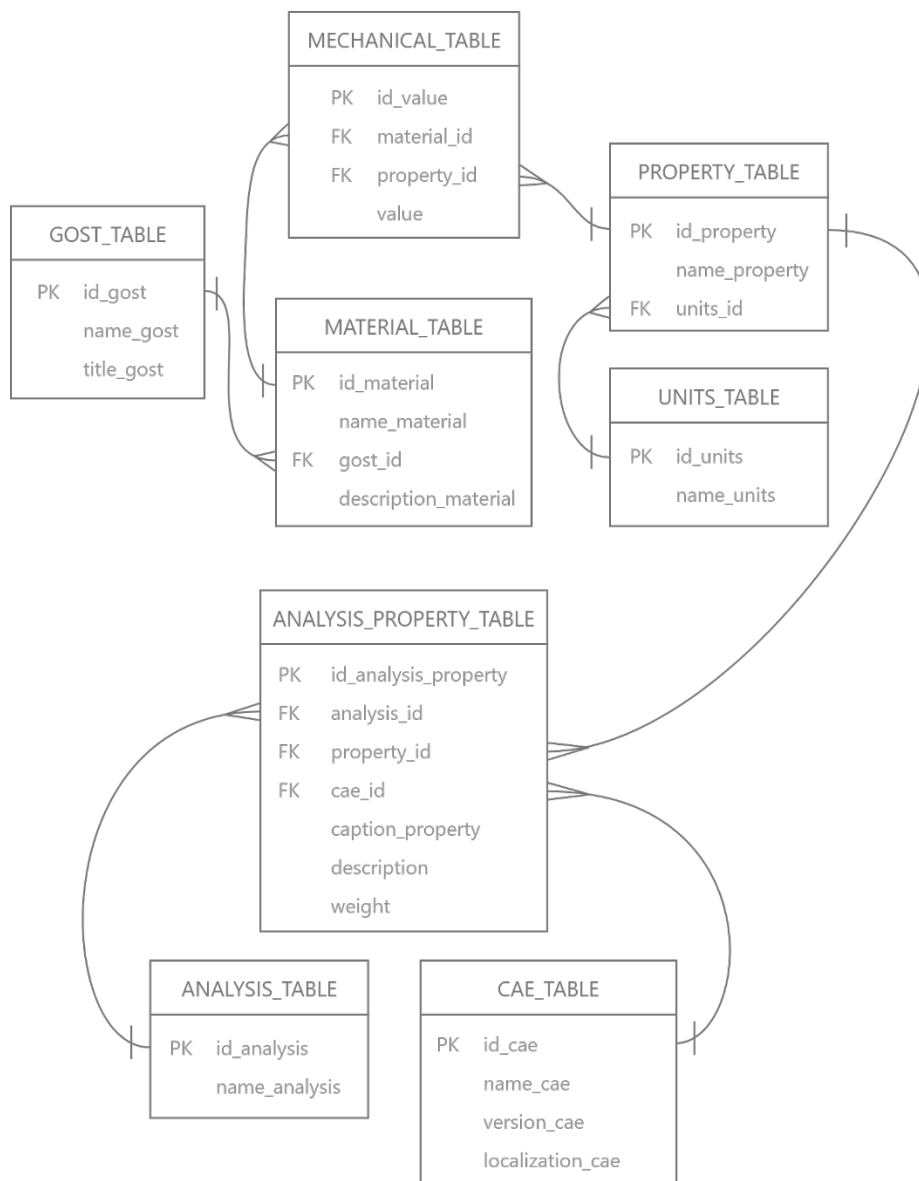 MECHANICAL_TABLE
PK id_value
FK material_id
FK property_id
value
PROPERTY_TABLE
PK id_property
name_property
FK units_id
GOST_TABLE
PK id_gost
name_gost
title_gost
MATERIAL_TABLE
PK id_material
name_material
FK gost_id
description_material
UNITS_TABLE
PK id_units
name_units
ANALYSIS_PROPERTY_TABLE
PK id_analysis_property
FK analysis_id
FK property_id
FK cae_id
caption_property
description
weight
ANALYSIS_TABLE
PK id_analysis
name_analysis
CAE_TABLE
PK id_cae
name_cae
version_cae
localization_cae